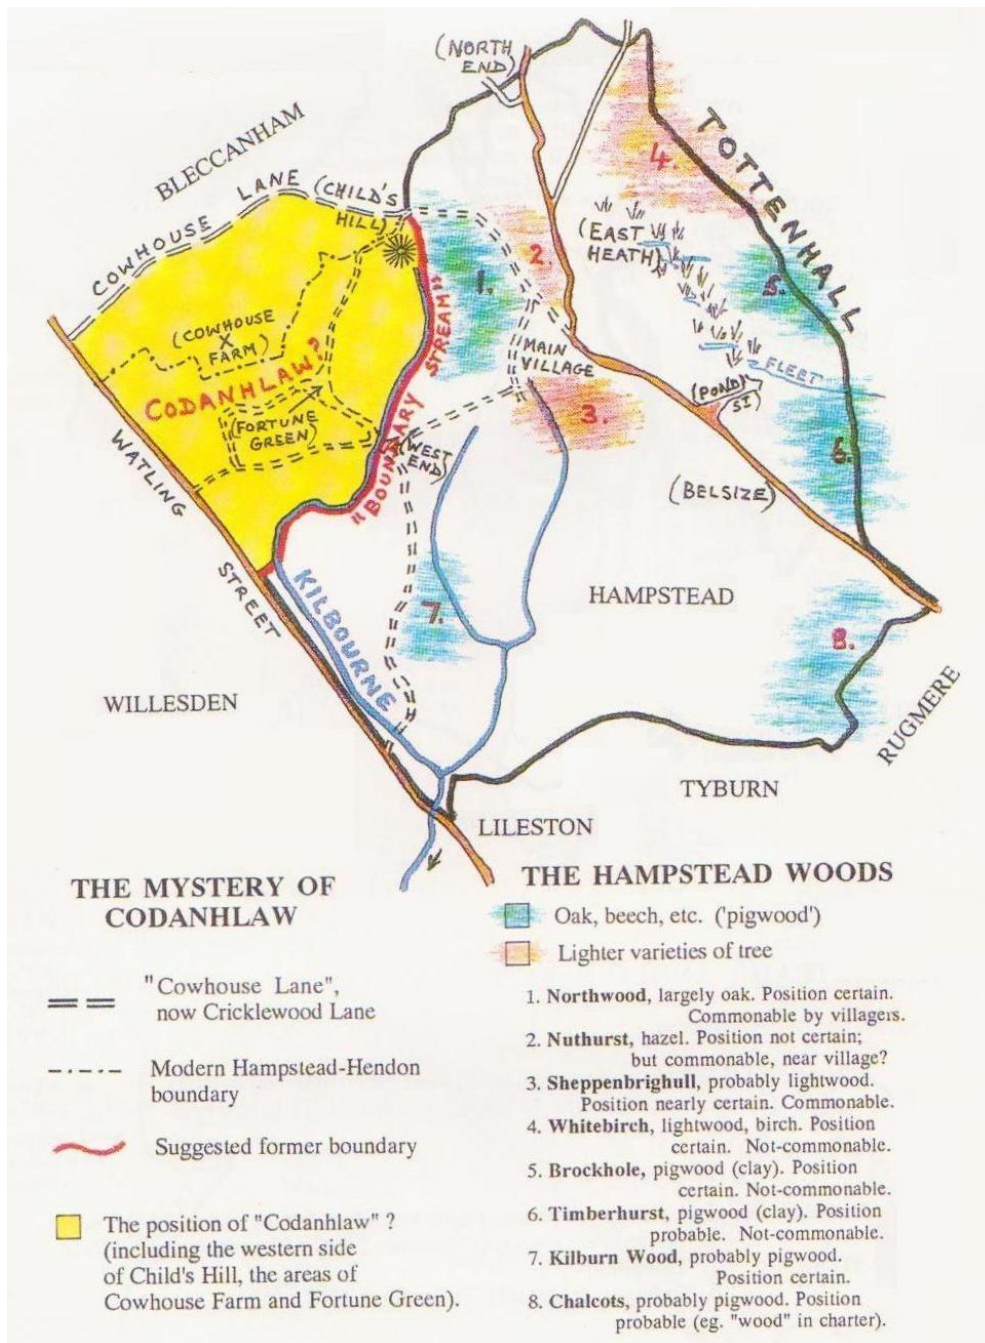 (NORTH
END)
BLECCANHAM
COWHOUSE LANE (CHILD'S
HILL)
TOTTENHALL
4.
(EAST
HEATH)
2.
1.
5.
(COWHOUSE
X
FARM)
CODANHLAW?
"BOUNDARY STREAM"
MAIN
VILLAGE
FLEET
(POND)
ST
3.
(FORTUNE
GREEN)
(WEST
END)
6.
(BELSIZE)
WATLING STREET
KILBOURNE
7.
HAMPSTEAD
8.
WILLESDEN
RUGMERE
TYBURN
LILESTON
THE MYSTERY OF
CODANHLAW
"Cowhouse Lane",
now Cricklewood Lane
Modern Hampstead-Hendon
boundary
Suggested former boundary
The position of "Codanhlaw" ?
(including the western side
of Child's Hill, the areas of
Cowhouse Farm and Fortune Green).
THE HAMPSTEAD WOODS
Oak, beech, etc. ('pigwood')
Lighter varieties of tree
1. Northwood, largely oak. Position certain.
Commonable by villagers.
2. Nuthurst, hazel. Position not certain;
but commonable, near village?
3. Sheppenbrighull, probably lightwood.
Position nearly certain. Commonable.
4. Whitebirch, lightwood, birch. Position
certain. Not-commonable.
5. Brockhole, pigwood (clay). Position
certain. Not-commonable.
6. Timberhurst, pigwood (clay). Position
probable. Not-commonable.
7. Kilburn Wood, probably pigwood.
Position certain.
8. Chalcots, probably pigwood. Position
probable (eg. "wood" in charter).